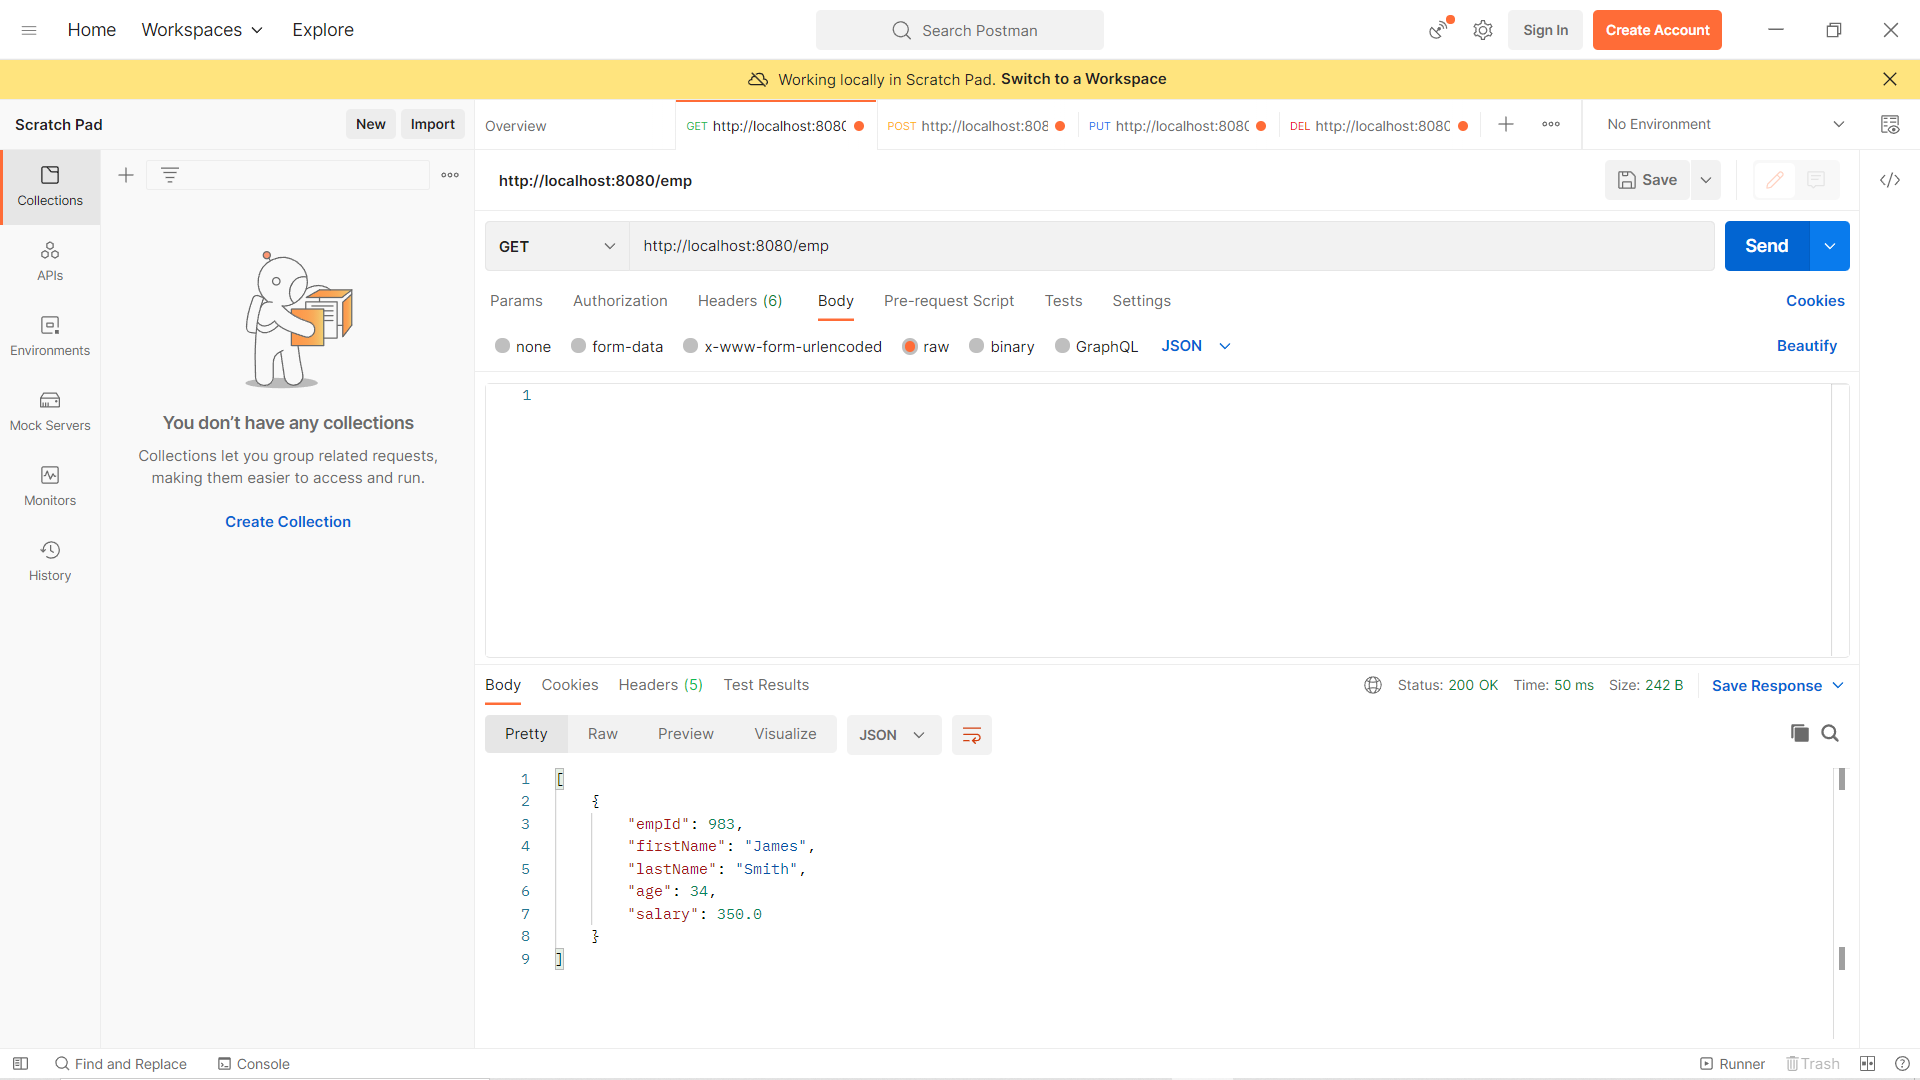 Home Workspaces Explore Search Postman Sign In Create Account
Working locally in Scratch Pad. Switch to a Workspace
Scratch Pad New Import
Overview GET http://localhost:8080 POST http://localhost:808 PUT http://localhost:8080 DEL http://localhost:8080 No Environment
Collections
APIs
Environments
Mock Servers
Monitors
History
You don’t have any collections
Collections let you group related requests,
making them easier to access and run.
Create Collection
http://localhost:8080/emp Save
GET http://localhost:8080/emp Send
Params Authorization Headers (6) Body Pre-request Script Tests Settings Cookies
none form-data x-www-form-urlencoded raw binary GraphQL JSON Beautify
1
Body Cookies Headers (5) Test Results Status: 200 OK Time: 50 ms Size: 242 B Save Response
Pretty Raw Preview Visualize JSON
1 [
2 {
3 "empId": 983,
4 "firstName": "James",
5 "lastName": "Smith",
6 "age": 34,
7 "salary": 350.0
8 }
9 ]
Find and Replace Console Runner Trash